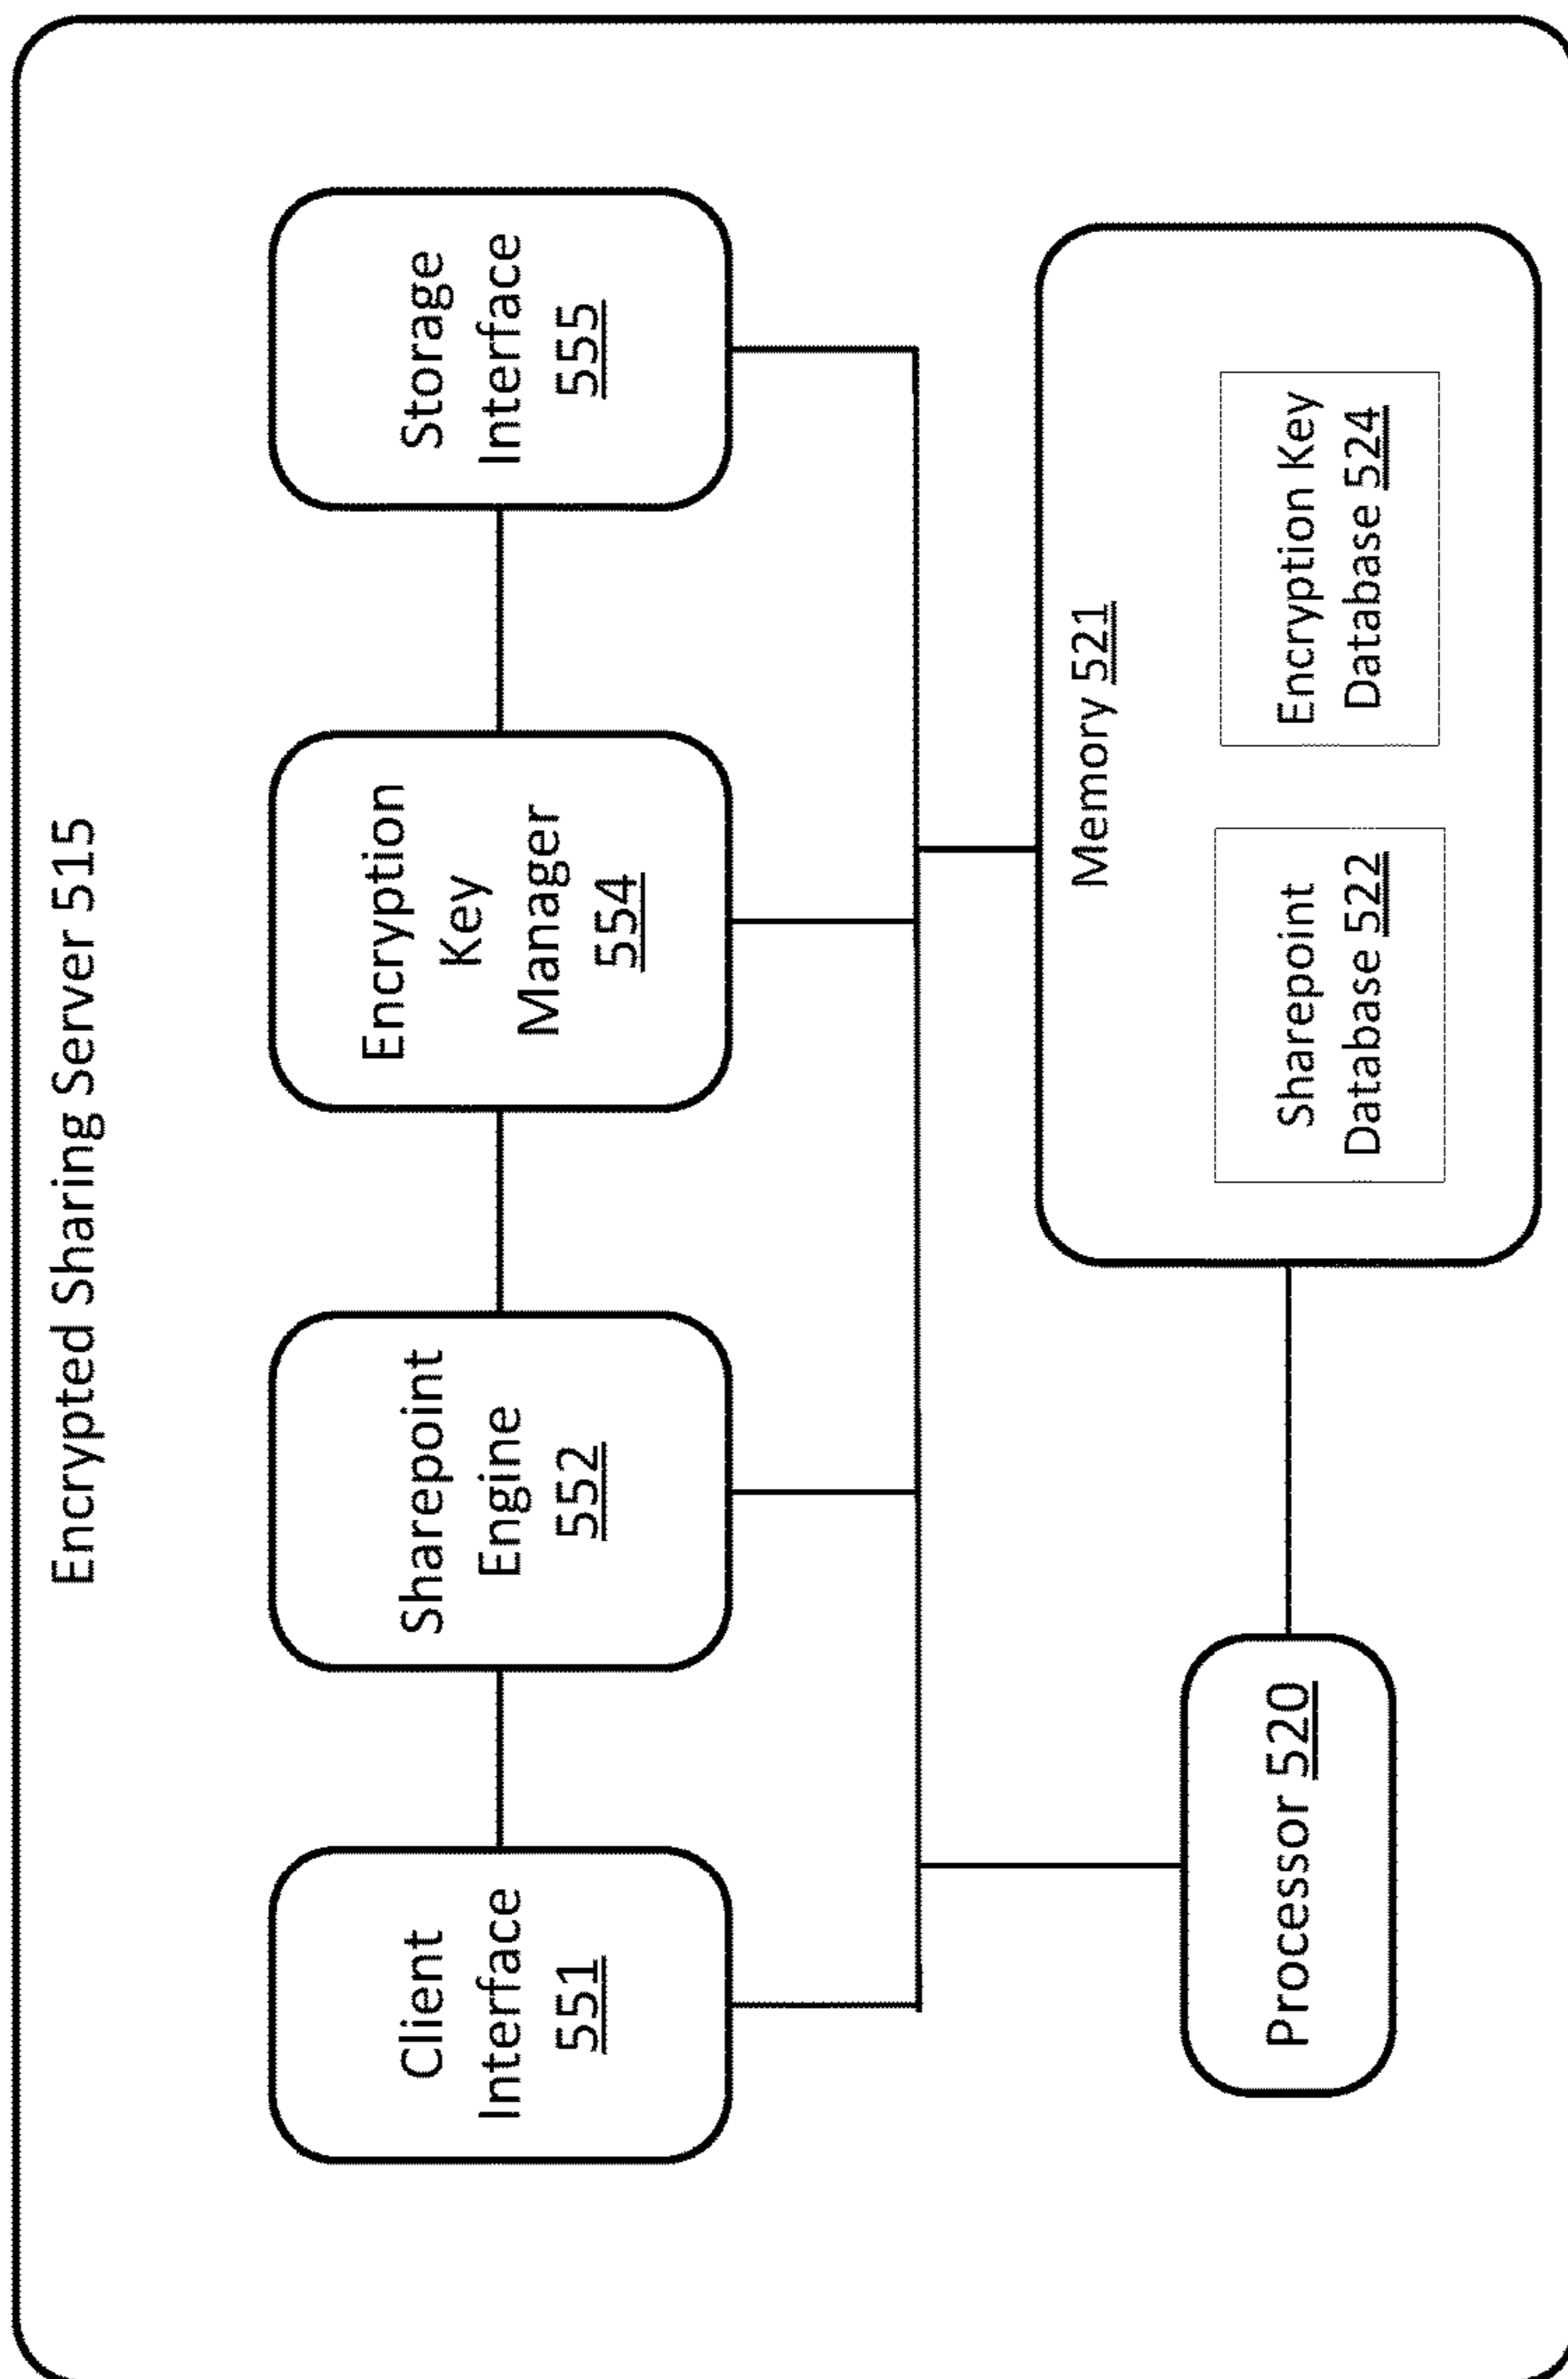 Encrypted Sharing Server 515
Client
Interface
551
Sharepoint
Engine
552
Encryption
Key
Manager
554
Storage
Interface
555
Processor 520
Memory 521
Sharepoint
Database 522
Encryption Key
Database 524